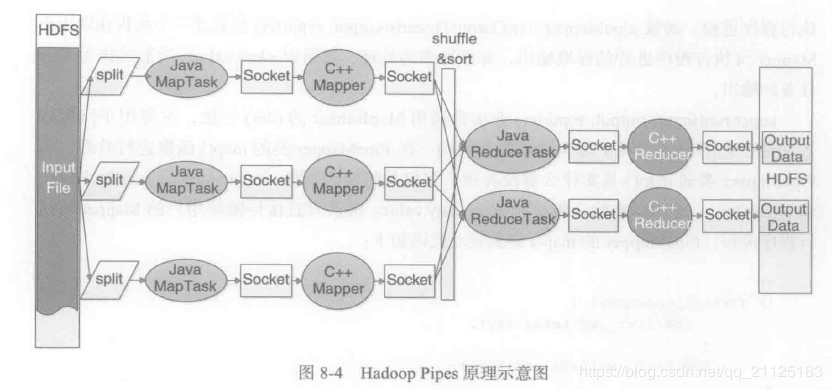 HDFS
Input
File
split
Java
MapTask
Socket
C++
Mapper
Socket
split
Java
MapTask
Socket
C++
Mapper
Socket
split
Java
MapTask
Socket
C++
Mapper
Socket
shuffle
&sort
Java
ReduceTask
Socket
C++
Reducer
Socket
Output
Data
Java
ReduceTask
Socket
C++
Reducer
Socket
HDFS
Output
Data
图 8-4 Hadoop Pipes 原理示意图
https://blog.csdn.net/qq_21125183